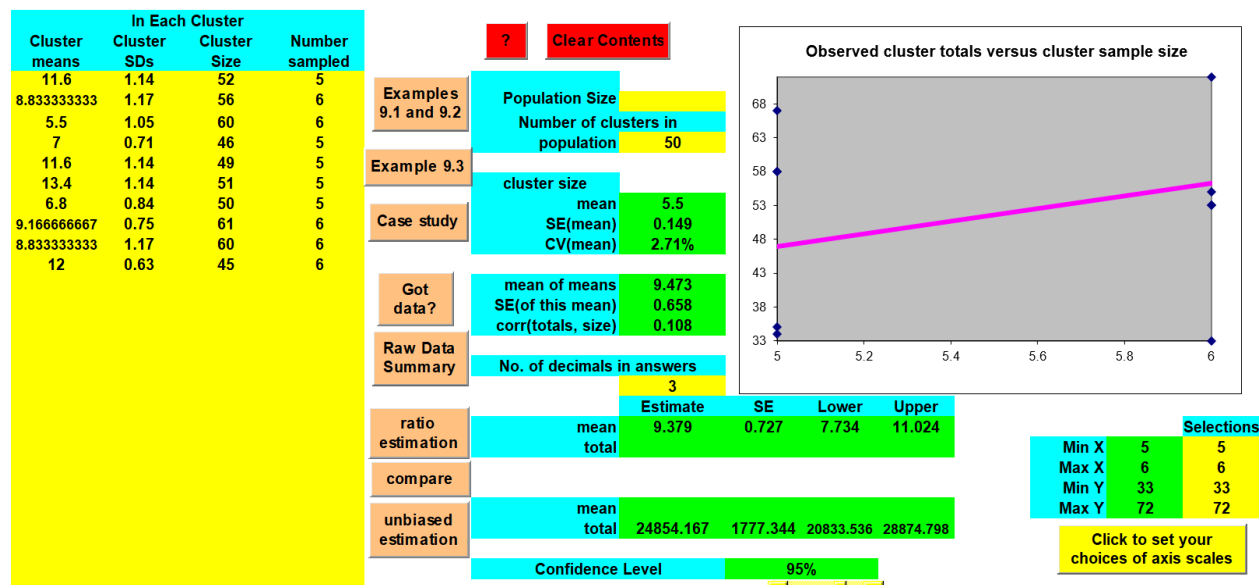 In Each Cluster
Cluster Cluster Cluster Number
means SDs Size sampled
11.6 1.14 52 5
8.833333333 1.17 56 6
5.5 1.05 60 6
7 0.71 46 5
11.6 1.14 49 5
13.4 1.14 51 5
6.8 0.84 50 5
9.166666667 0.75 61 6
8.833333333 1.17 60 6
12 0.63 45 6
?
Clear Contents
Examples
9.1 and 9.2
Example 9.3
Case study
Got
data?
Raw Data
Summary
ratio
estimation
compare
unbiased
estimation
Population Size
Number of clusters in
population 50
cluster size
mean 5.5
SE(mean) 0.149
CV(mean) 2.71%
mean of means 9.473
SE(of this mean) 0.658
corr(totals, size) 0.108
No. of decimals in answers
3
Estimate SE Lower Upper
mean 9.379 0.727 7.734 11.024
total
mean
total 24854.167 1777.344 20833.536 28874.798
Confidence Level 95%
Observed cluster totals versus cluster sample size
68
63
58
53
48
43
38
33
5 5.2 5.4 5.6 5.8 6
Selections
Min X 5 5
Max X 6 6
Min Y 33 33
Max Y 72 72
Click to set your
choices of axis scales